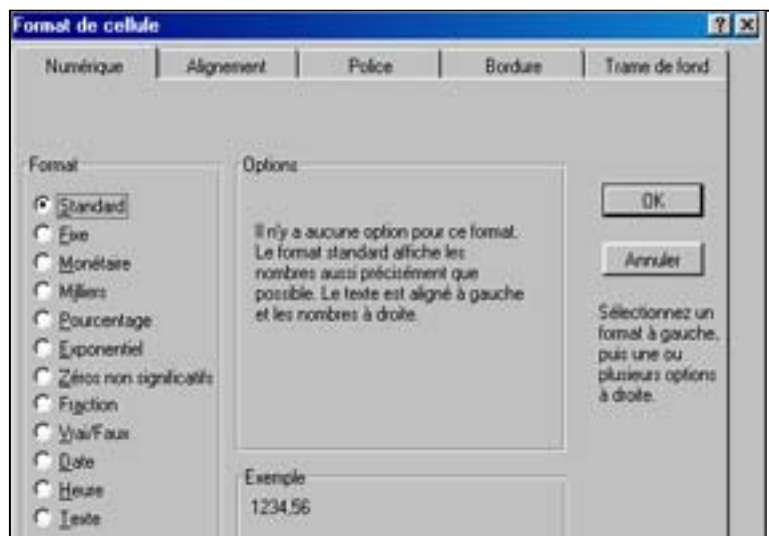 Format de cellule
Numérique
Alignement
Police
Bordure
Trame de fond
Format
Standard
Fixe
Monétaire
Milliers
Pourcentage
Exponentiel
Zéros non significatifs
Fraction
Vrai/Faux
Date
Heure
Texte
Options
Il n'y a aucune option pour ce format.
Le format standard affiche les
nombres aussi précisément que
possible. Le texte est aligné à gauche
et les nombres à droite.
Exemple
1234,56
OK
Annuler
Sélectionnez un
format à gauche,
puis une ou
plusieurs options
à droite.